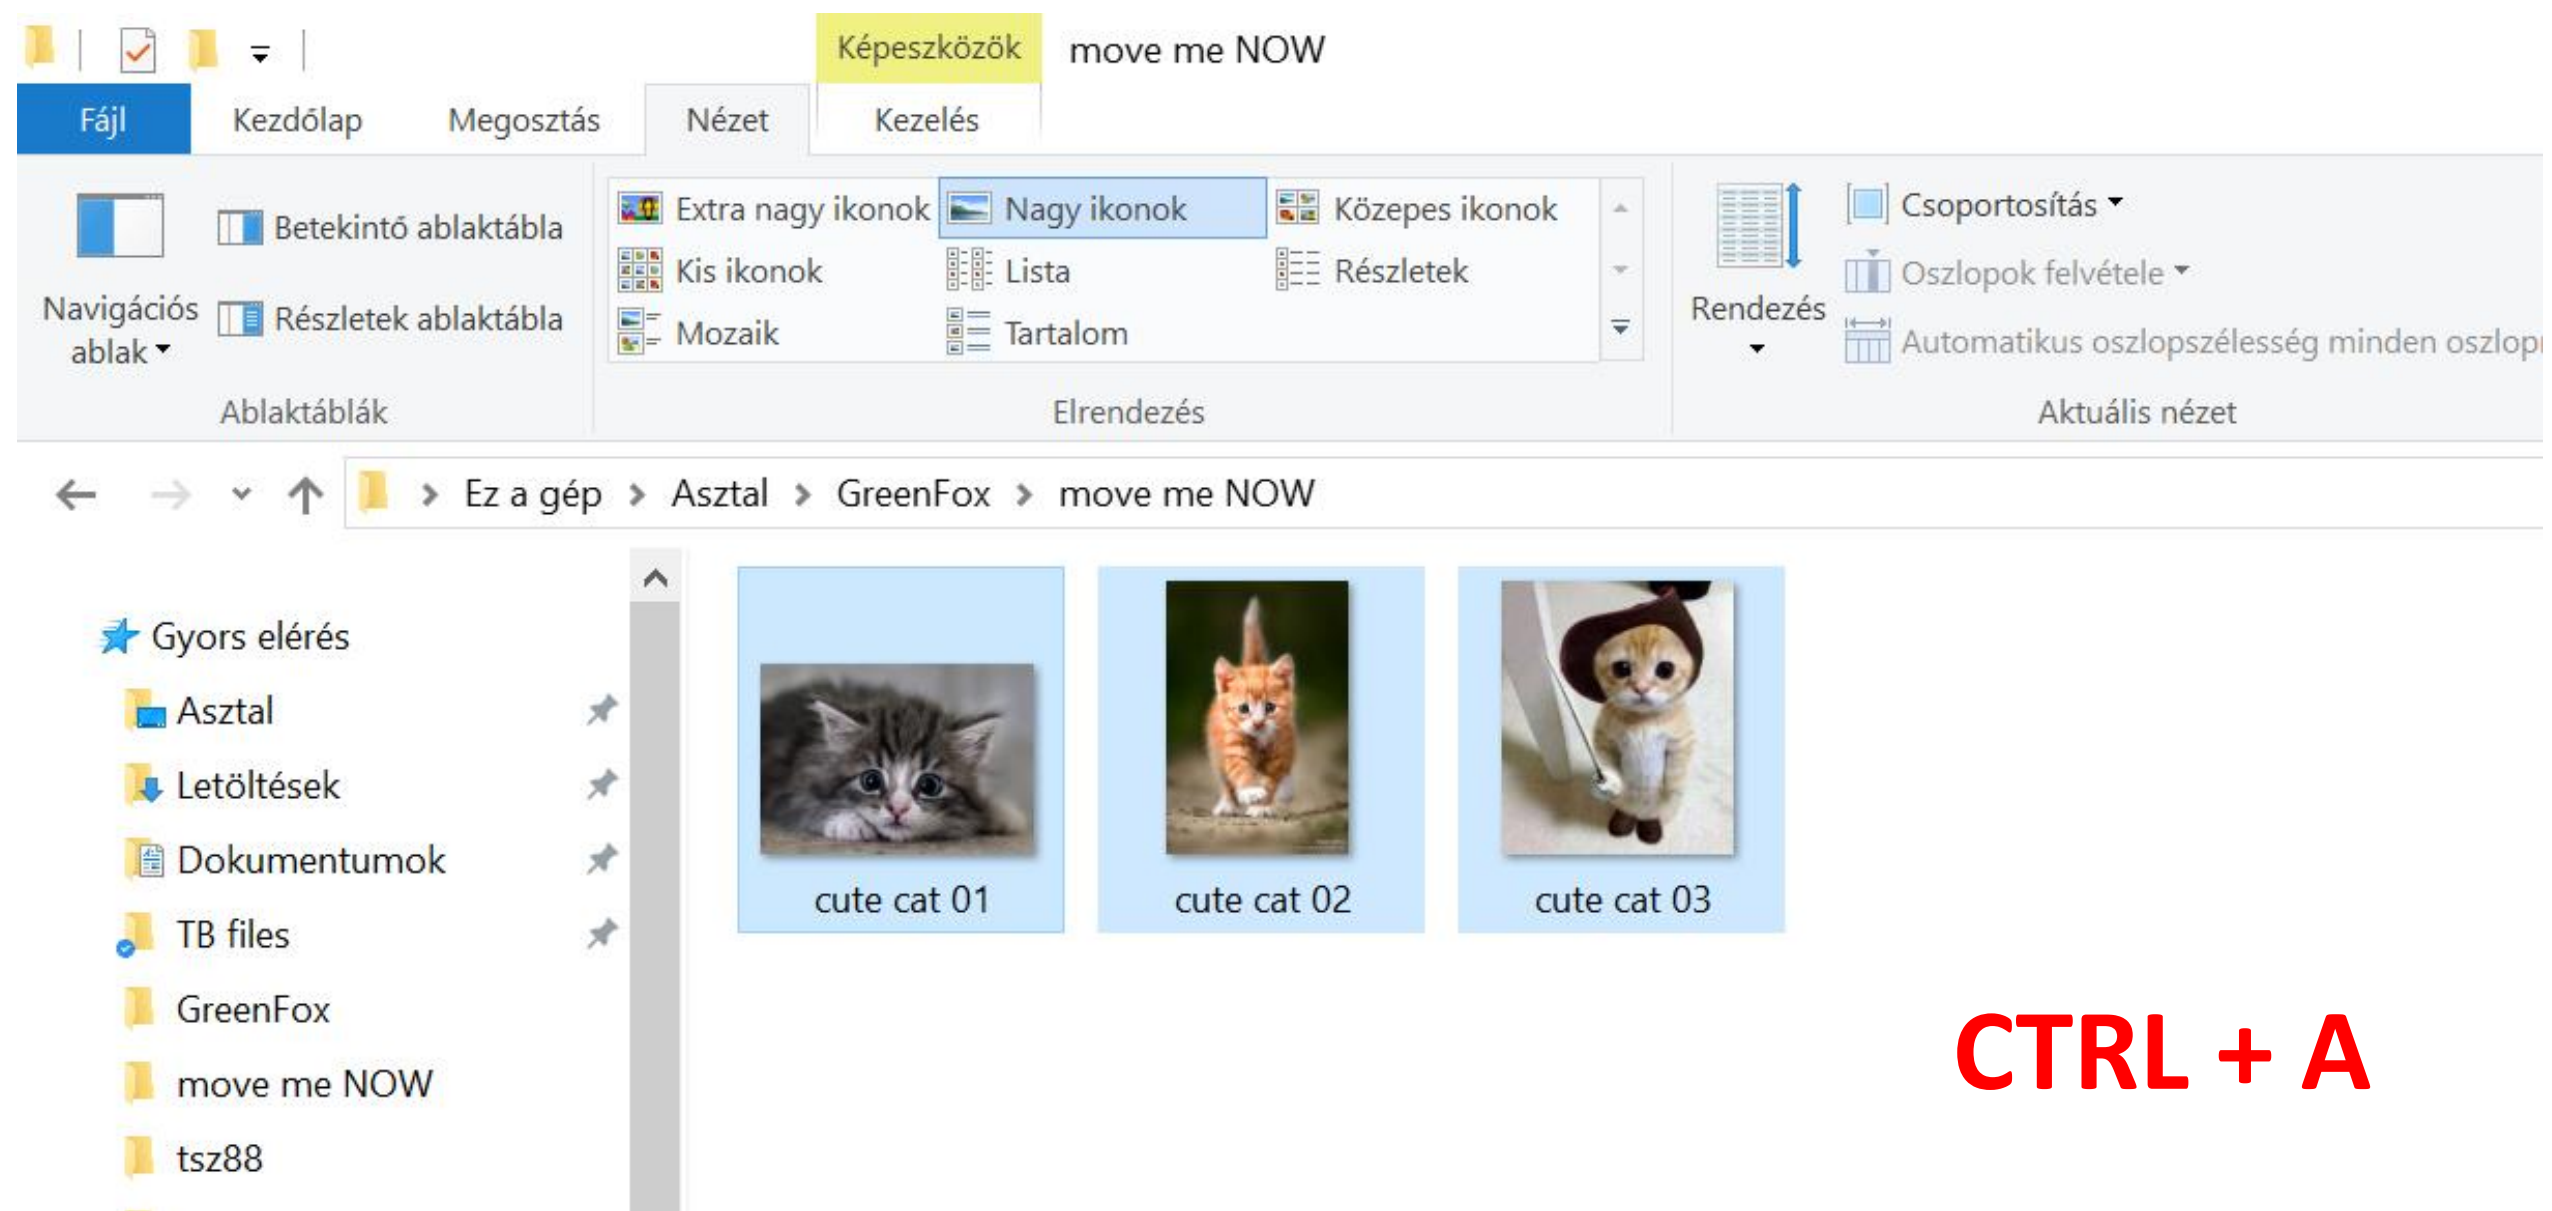 Képeszközök
move me NOW
Fájl
Kezdőlap
Megosztás
Nézet
Kezelés
Navigációs
ablak
Betekintő ablaktábla
Részletek ablaktábla
Ablaktáblák
Extra nagy ikonok
Nagy ikonok
Közepes ikonok
Kis ikonok
Lista
Részletek
Mozaik
Tartalom
Elrendezés
Rendezés
Csoportosítás
Oszlopok felvétele
Automatikus oszlopszélesség minden
Aktuális nézet
Ez a gép > Asztal > GreenFox > move me NOW
Gyors elérés
Asztal
Letöltések
Dokumentumok
TB files
GreenFox
move me NOW
tsz88
cute cat 01
cute cat 02
cute cat 03
CTRL + A